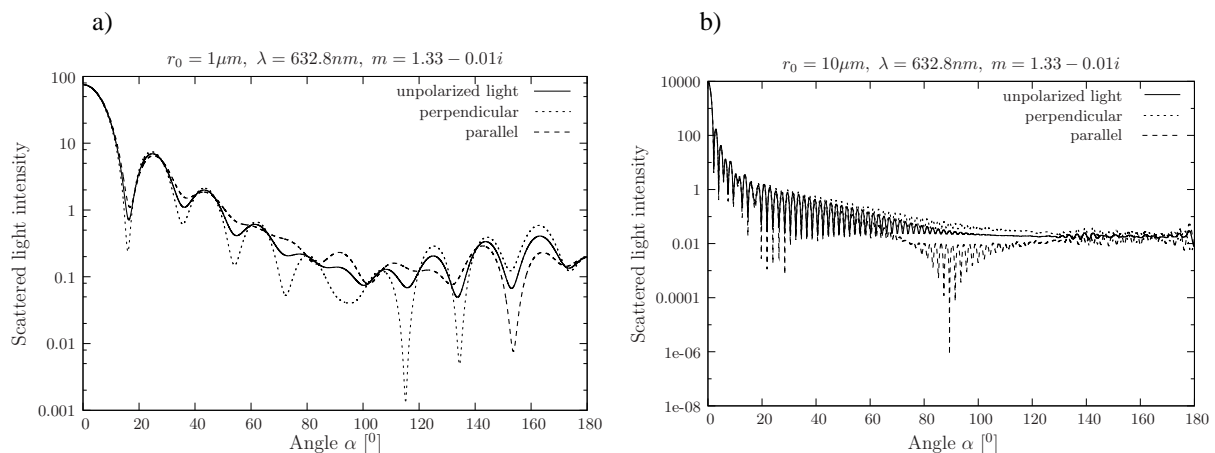 a)
r₀ = 1μm, λ = 632.8nm, m = 1.33 − 0.01i
unpolarized light
perpendicular
parallel
Scattered light intensity
100
10
1
0.1
0.01
0.001
0 20 40 60 80 100 120 140 160 180
Angle α [⁰]
b)
r₀ = 10μm, λ = 632.8nm, m = 1.33 − 0.01i
unpolarized light
perpendicular
parallel
Scattered light intensity
10000
100
1
0.01
0.0001
1e-06
1e-08
0 20 40 60 80 100 120 140 160 180
Angle α [⁰]